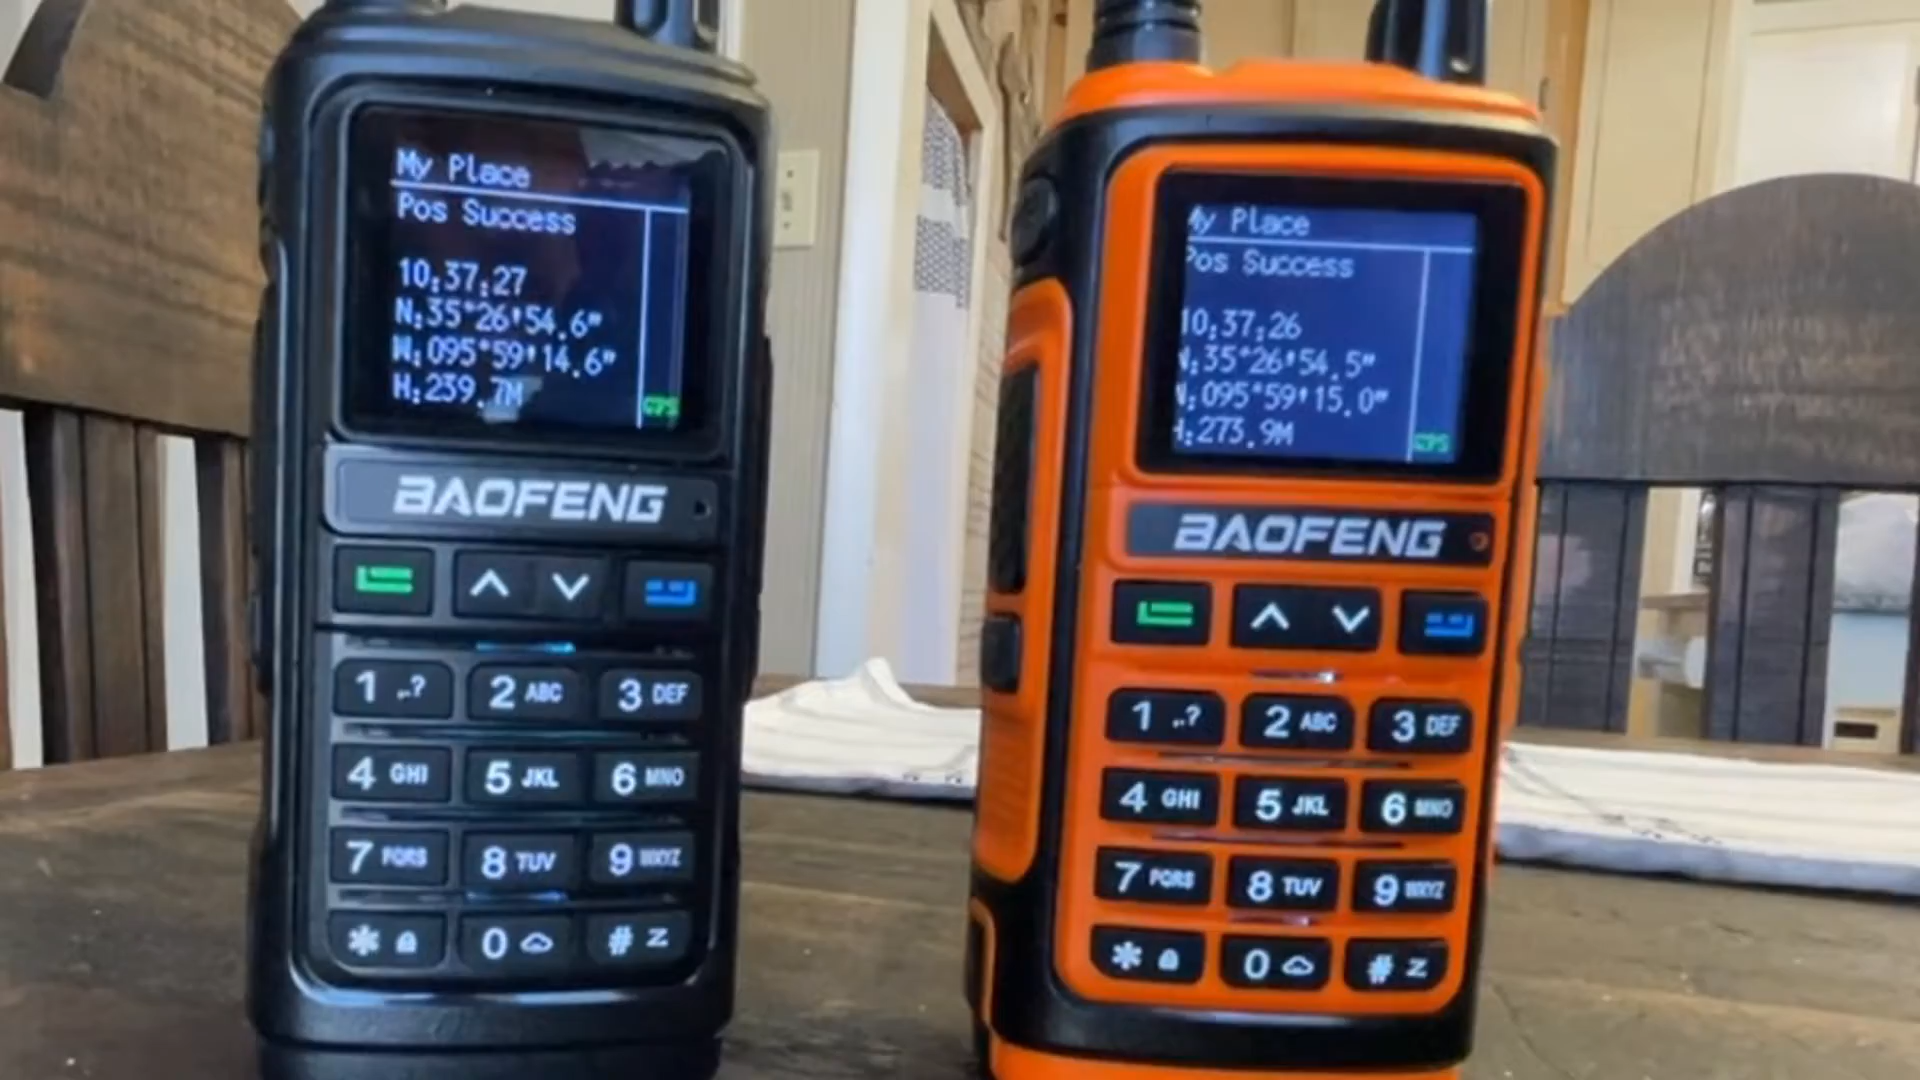 My Place
Pos Success
10:37:27
N:35°26'54.6"
W:095°59'14.6"
H:239.7M
GPS
BAOFENG
1 .,?
2 ABC
3 DEF
4 GHI
5 JKL
6 MNO
7 PQRS
8 TUV
9 WXYZ
*
0
#
My Place
Pos Success
10:37:26
N:35°26'54.5"
W:095°59'15.0"
H:273.9M
GPS
BAOFENG
1 .,?
2 ABC
3 DEF
4 GHI
5 JKL
6 MNO
7 PQRS
8 TUV
9 WXYZ
*
0
#